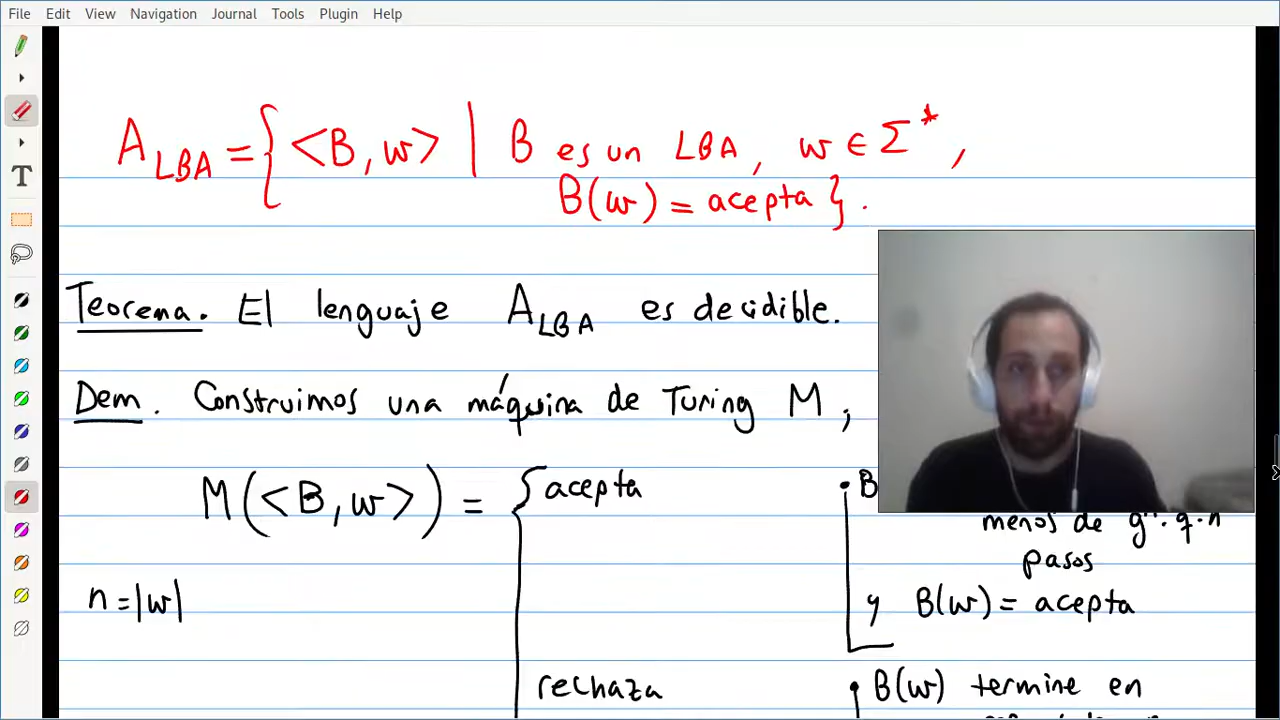 File Edit View Navigation Journal Tools Plugin Help
A_LBA = { <B, w> | B es un LBA, w ∈ Σ*,
B(w) = acepta }.
Teorema. El lenguaje A_LBA es decidible.
Dem. Construimos una máquina de Turing M;
M(<B, w>) = { acepta
• B
menos de gⁿ·q·n
pasos
n = |w|
y B(w) = acepta
rechaza
• B(w) termine en
T